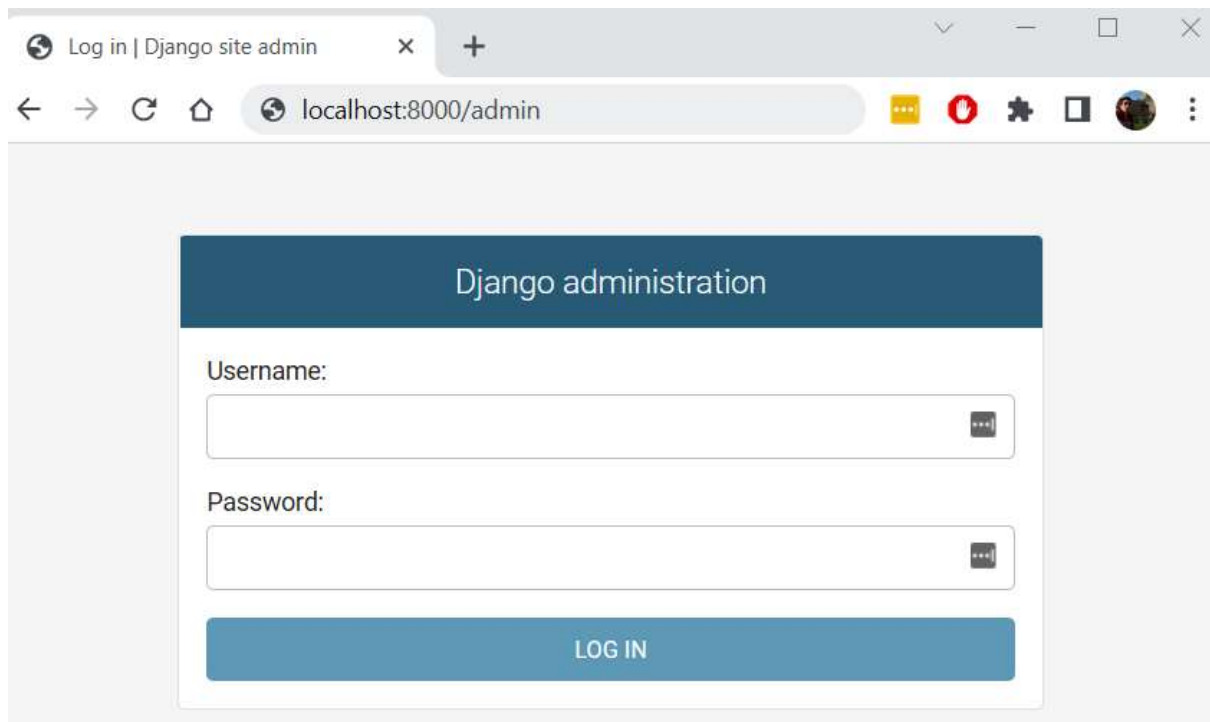 Log in | Django site admin
localhost:8000/admin
Django administration
Username:
Password:
LOG IN